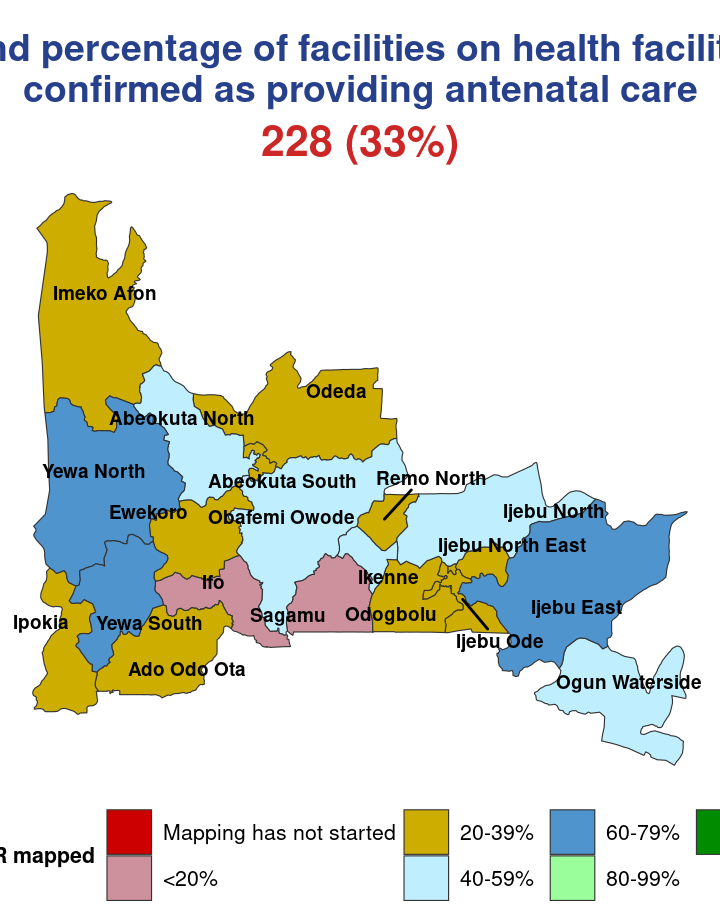 percentage of facilities on health
confirmed as providing antenatal care
228 (33%)
Imeko Afon
Odeda
Abeokuta North
Yewa North
Abeokuta South
Remo North
Ewekoro
Obafemi Owode
Ijebu North
Ijebu North East
Ifo
Ikenne
Ijebu East
Ipokia
Yewa South
Sagamu
Odogbolu
Ijebu Ode
Ado Odo Ota
Ogun Waterside
Mapping has not started
20-39%
60-79%
mapped
<20%
40-59%
80-99%